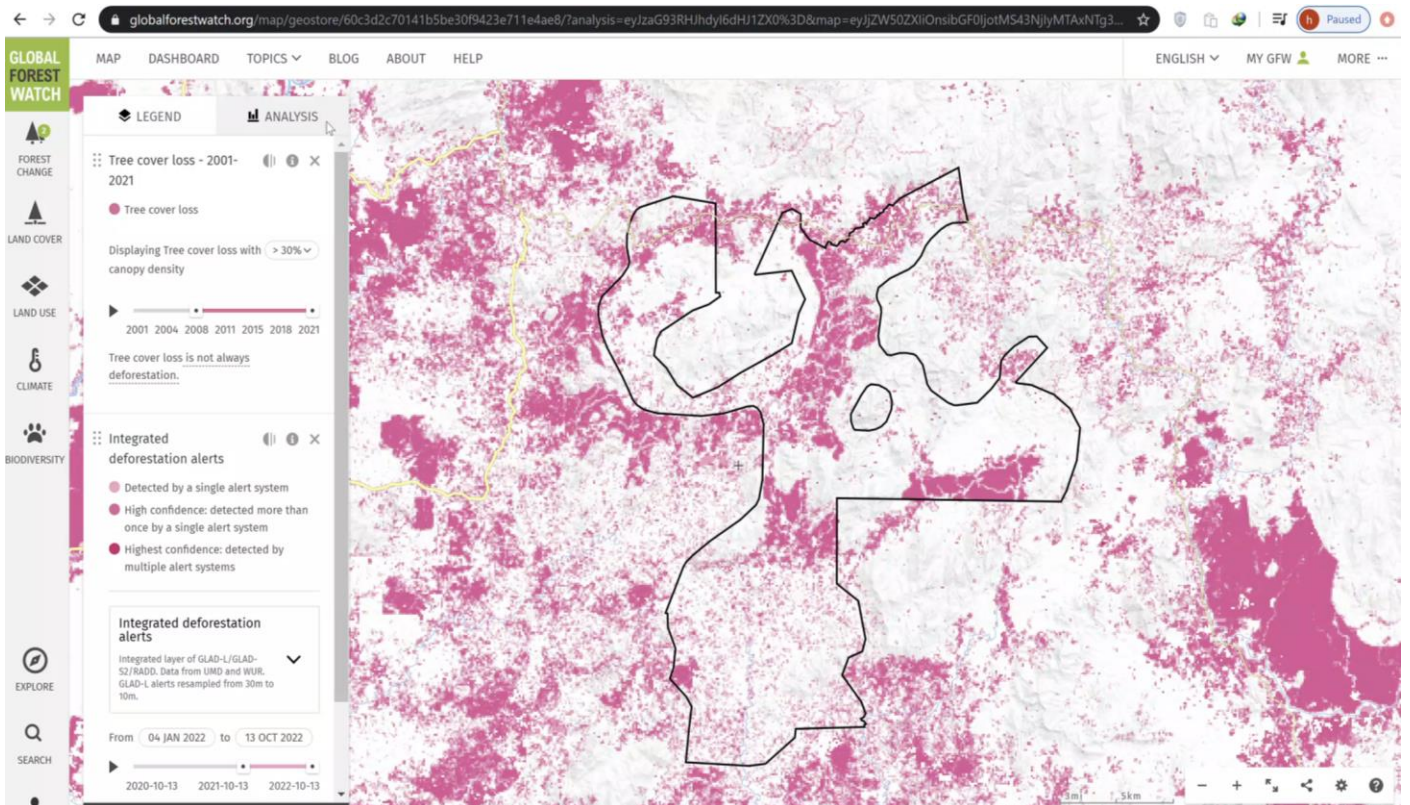 globalforestwatch.org/map/geostore/60c3d2c70141b5be30f9423e711e4ae8/?analysis=eyJzaG93RHJhdyI6dHJ1ZX0%3D&map=eyJjZW50ZXIiOnsibGF0IjotMS43NjIyMTAxNTg3...
h Paused
GLOBAL
FOREST
WATCH
MAP DASHBOARD TOPICS BLOG ABOUT HELP
ENGLISH MY GFW MORE ...
LEGEND ANALYSIS
2
FOREST
CHANGE
LAND COVER
LAND USE
CLIMATE
BIODIVERSITY
EXPLORE
SEARCH
Tree cover loss - 2001-
2021
Tree cover loss
Displaying Tree cover loss with > 30%
canopy density
2001 2004 2008 2011 2015 2018 2021
Tree cover loss is not always
deforestation.
Integrated
deforestation alerts
Detected by a single alert system
High confidence: detected more than
once by a single alert system
Highest confidence: detected by
multiple alert systems
Integrated deforestation
alerts
Integrated layer of GLAD-L/GLAD-
S2/RADD. Data from UMD and WUR.
GLAD-L alerts resampled from 30m to
10m.
From 04 JAN 2022 to 13 OCT 2022
2020-10-13 2021-10-13 2022-10-13
3mi 5km